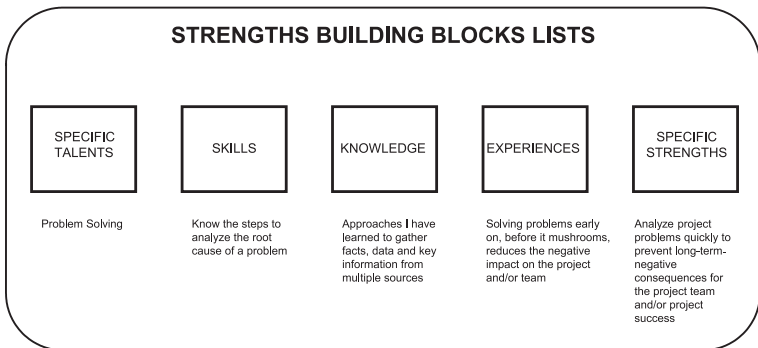 STRENGTHS BUILDING BLOCKS LISTS
SPECIFIC
TALENTS
SKILLS
KNOWLEDGE
EXPERIENCES
SPECIFIC
STRENGTHS
Problem Solving
Know the steps to
analyze the root
cause of a problem
Approaches I have
learned to gather
facts, data and key
information from
multiple sources
Solving problems early
on, before it mushrooms,
reduces the negative
impact on the project
and/or team
Analyze project
problems quickly to
prevent long-term-
negative
consequences for
the project team
and/or project
success